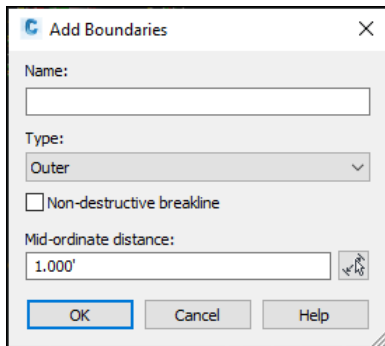 Add Boundaries
Name:
Type:
Outer
Non-destructive breakline
Mid-ordinate distance:
1.000'
OK Cancel Help